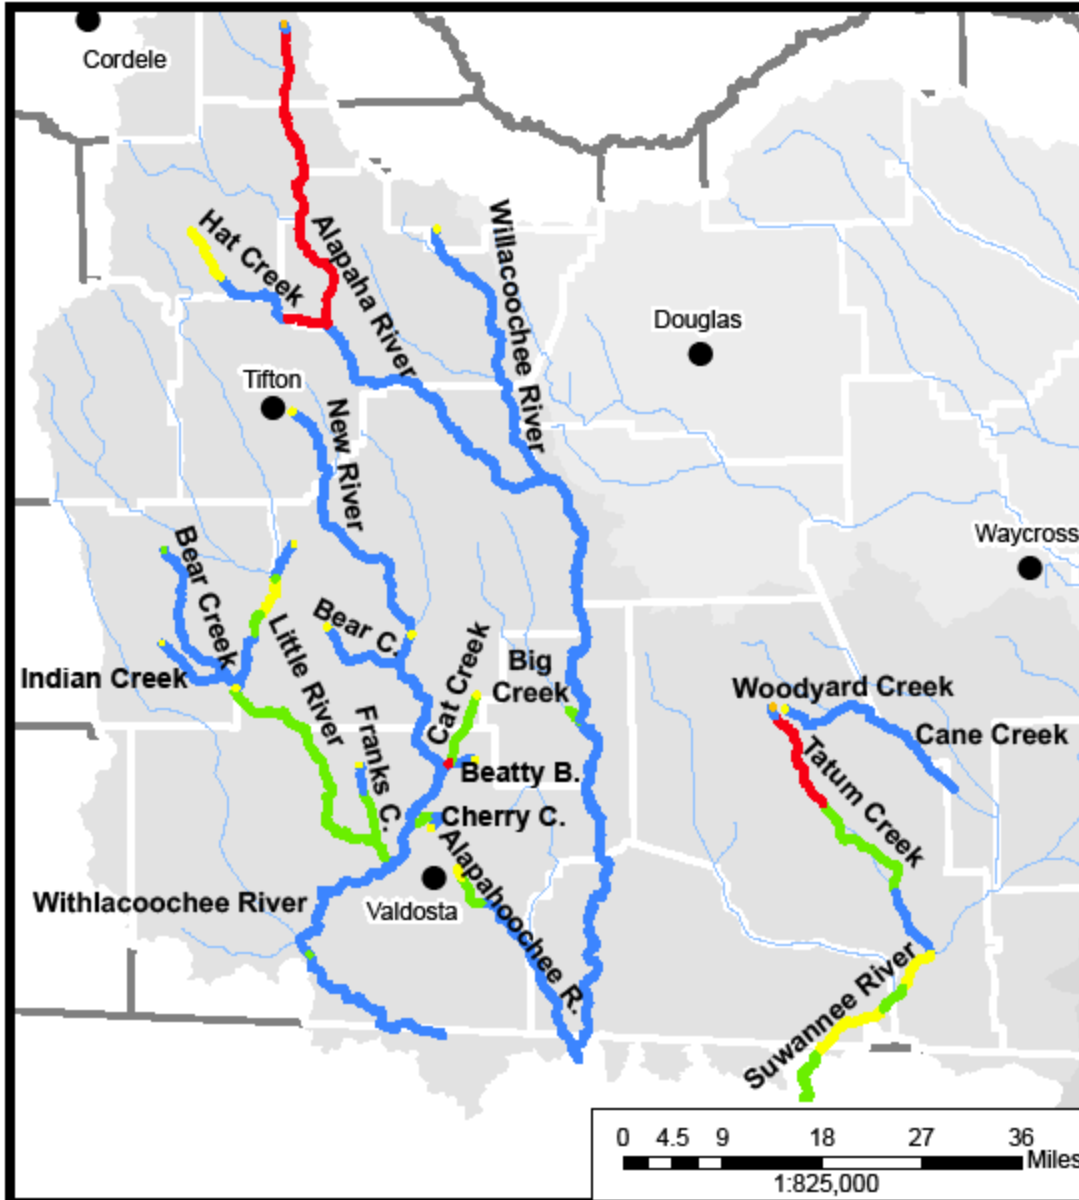 Cordele
Hat Creek
Alapaha River
Willacoochee River
Douglas
Tifton
New River
Waycross
Bear Creek
Bear C.
Little River
Cat Creek
Big
Creek
Indian Creek
Woodyard Creek
Franks C.
Cane Creek
Beatty B.
Tatum Creek
Cherry C.
Alapahoochee R.
Withlacoochee River
Valdosta
Suwannee River
0 4.5 9 18 27 36
Miles
1:825,000